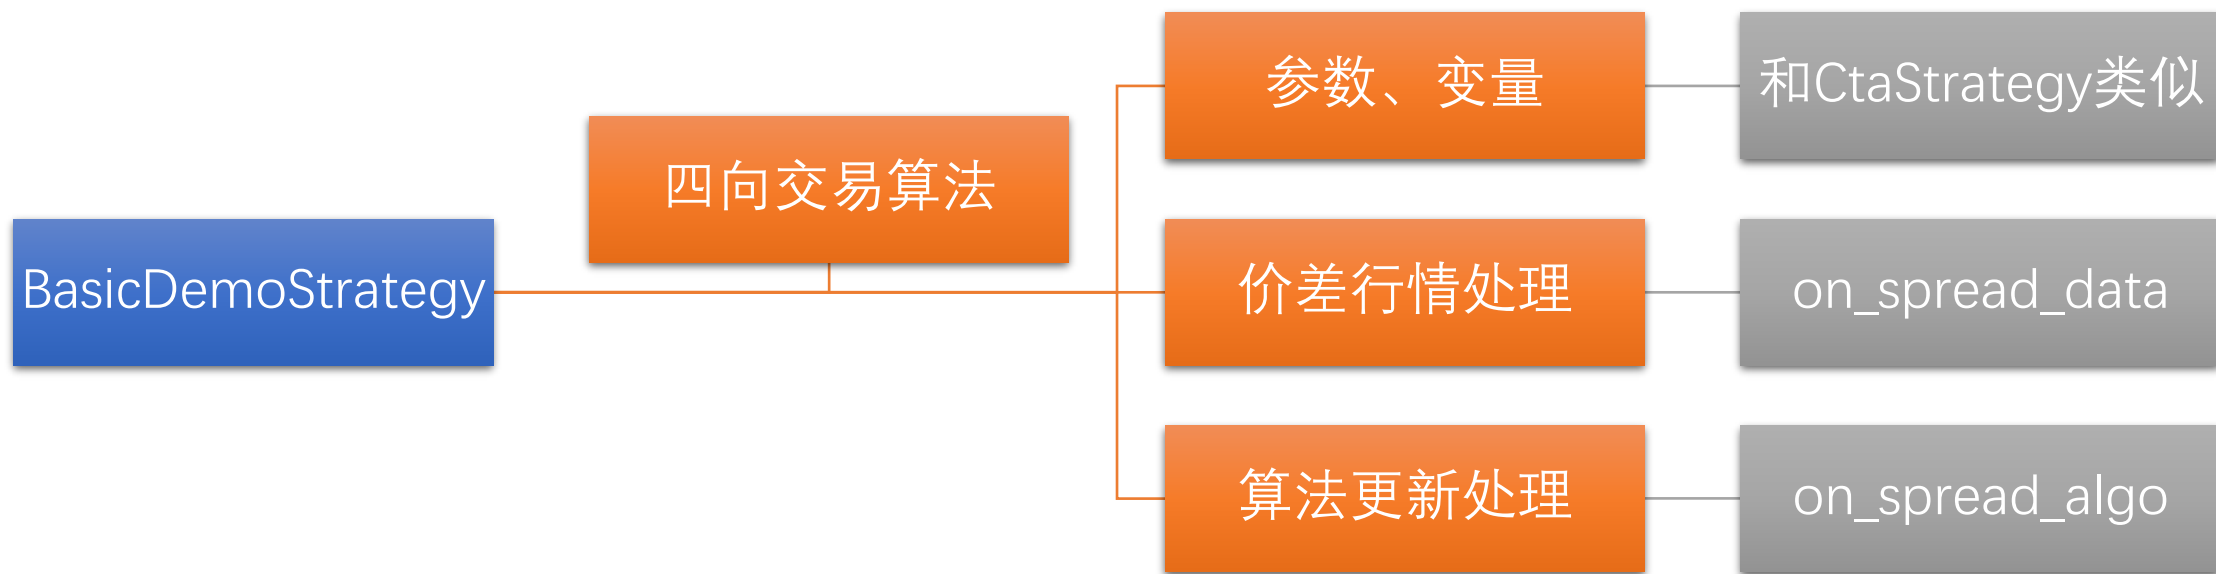 BasicDemoStrategy
四向交易算法
参数、变量
和CtaStrategy类似
价差行情处理
on_spread_data
算法更新处理
on_spread_algo